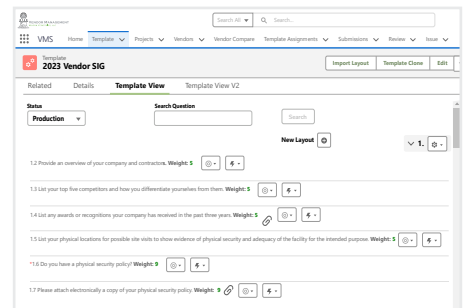 Search All
Search...
VMS Home Template Projects Vendors Vendor Compare Template Assignments Submissions Review Issue
Template
2023 Vendor SIG
Import Layout Template Clone Edit
Related Details Template View Template View V2
Status Search Question
Production Search
New Layout 1.
1.2 Provide an overview of your company and contractors. Weight: 5
1.3 List your top five competitors and how you differentiate yourselves from them. Weight: 5
1.4 List any awards or recognitions your company has received in the past three years. Weight: 5
1.5 List your physical locations for possible site visits to show evidence of physical security and adequacy of the facility for the intended purpose. Weight: 5
*1.6 Do you have a physical security policy? Weight: 9
1.7 Please attach electronically a copy of your physical security policy. Weight: 9